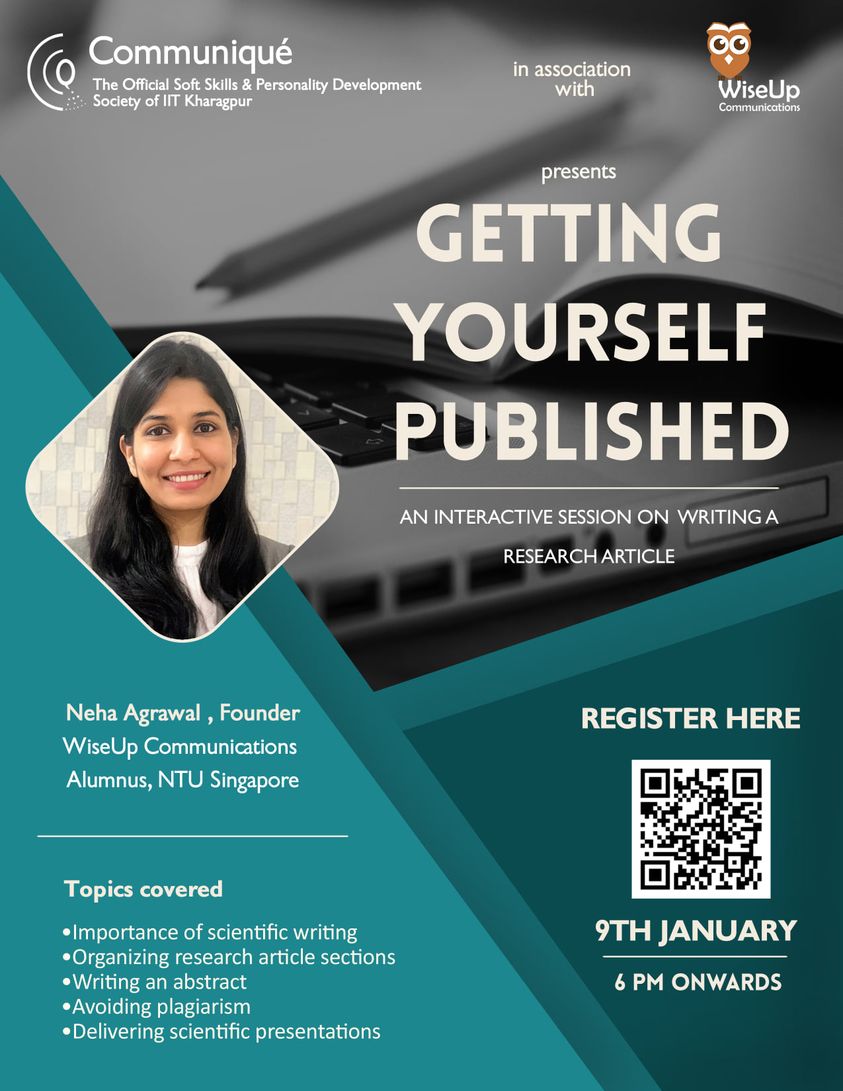 Communiqué
The Official Soft Skills & Personality Development
Society of IIT Kharagpur
in association
with
WiseUp
Communications
presents
GETTING
YOURSELF
PUBLISHED
AN INTERACTIVE SESSION ON WRITING A
RESEARCH ARTICLE
Neha Agrawal , Founder
WiseUp Communications
Alumnus, NTU Singapore
Topics covered
•Importance of scientific writing
•Organizing research article sections
•Writing an abstract
•Avoiding plagiarism
•Delivering scientific presentations
REGISTER HERE
9TH JANUARY
6 PM ONWARDS